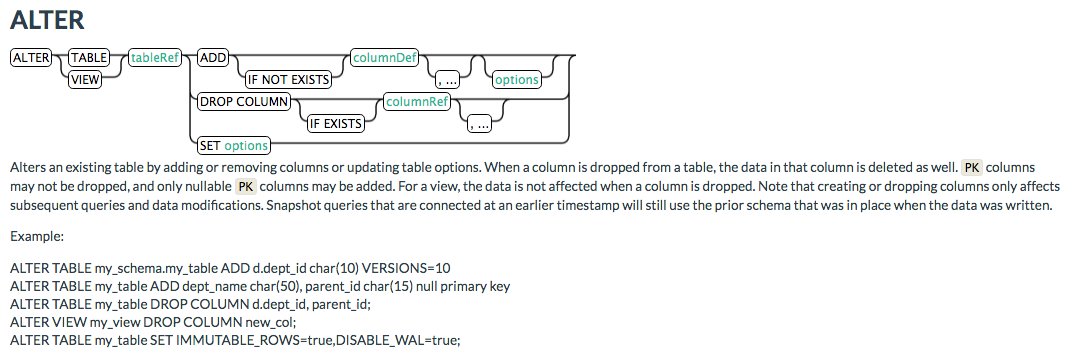 ALTER
ALTER TABLE tableRef ADD columnDef
VIEW IF NOT EXISTS , ... options
DROP COLUMN columnRef
IF EXISTS , ...
SET options
Alters an existing table by adding or removing columns or updating table options. When a column is dropped from a table, the data in that column is deleted as well. PK columns
may not be dropped, and only nullable PK columns may be added. For a view, the data is not affected when a column is dropped. Note that creating or dropping columns only affects
subsequent queries and data modifications. Snapshot queries that are connected at an earlier timestamp will still use the prior schema that was in place when the data was written.
Example:
ALTER TABLE my_schema.my_table ADD d.dept_id char(10) VERSIONS=10
ALTER TABLE my_table ADD dept_name char(50), parent_id char(15) null primary key
ALTER TABLE my_table DROP COLUMN d.dept_id, parent_id;
ALTER VIEW my_view DROP COLUMN new_col;
ALTER TABLE my_table SET IMMUTABLE_ROWS=true,DISABLE_WAL=true;